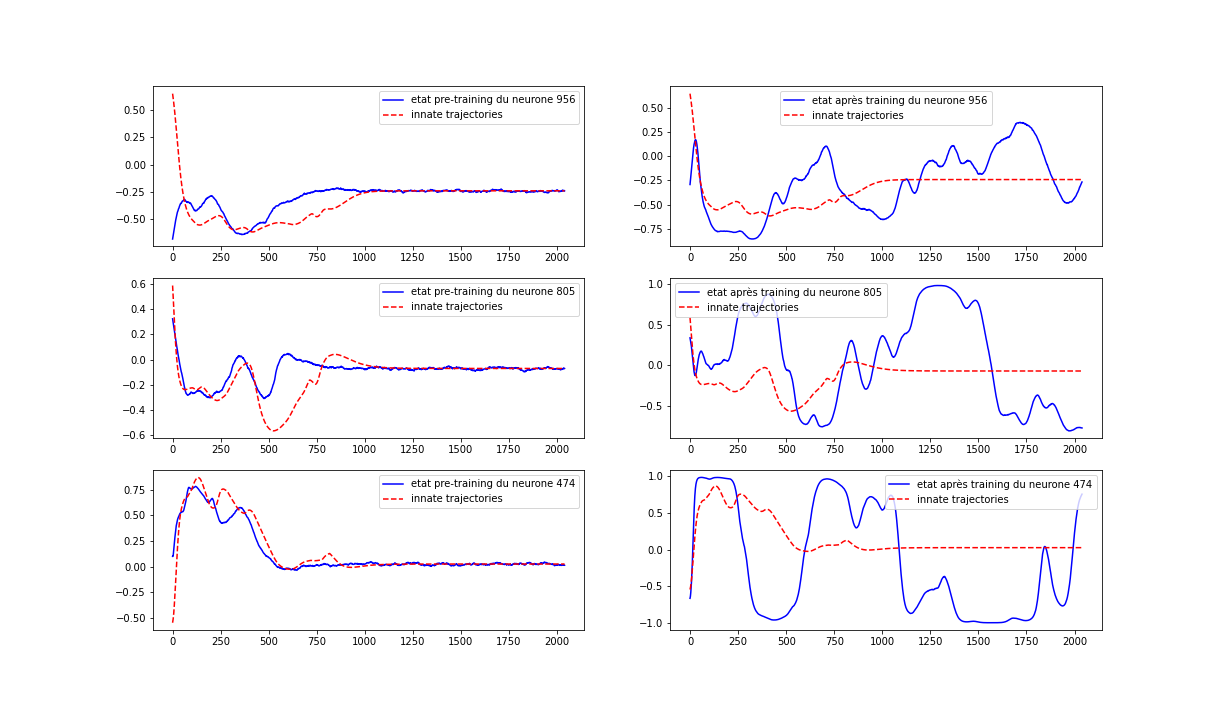 etat pre-training du neurone 956
innate trajectories
0.50
0.25
0.00
−0.25
−0.50
0 250 500 750 1000 1250 1500 1750 2000
etat après training du neurone 956
innate trajectories
0.50
0.25
0.00
−0.25
−0.50
−0.75
0 250 500 750 1000 1250 1500 1750 2000
etat pre-training du neurone 805
innate trajectories
0.6
0.4
0.2
0.0
−0.2
−0.4
−0.6
0 250 500 750 1000 1250 1500 1750 2000
etat après training du neurone 805
innate trajectories
1.0
0.5
0.0
−0.5
0 250 500 750 1000 1250 1500 1750 2000
etat pre-training du neurone 474
innate trajectories
0.75
0.50
0.25
0.00
−0.25
−0.50
0 250 500 750 1000 1250 1500 1750 2000
etat après training du neurone 474
innate trajectories
1.0
0.5
0.0
−0.5
−1.0
0 250 500 750 1000 1250 1500 1750 2000